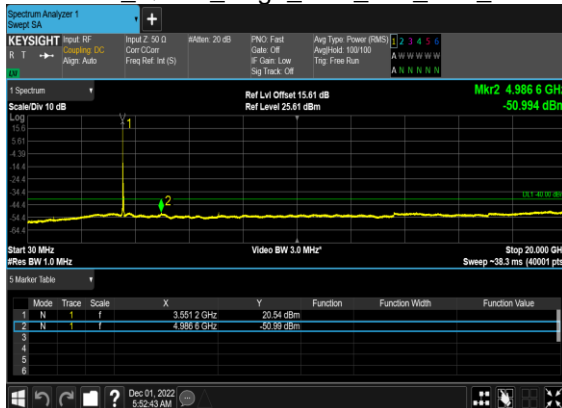 Spectrum Analyzer 1
Swept SA
+
KEYSIGHT Input: RF Input Z: 50 Ω #Atten: 20 dB PNO: Fast Avg Type: Power (RMS) 1 2 3 4 5 6
R T Coupling: DC Corr CCorr Gate: Off Avg|Hold: 100/100 A W W W W W
Align: Auto Freq Ref: Int (S) IF Gain: Low Trig: Free Run
Sig Track: Off A N N N N N
1 Spectrum
Ref Lvl Offset 15.61 dB Mkr2 4.986 6 GHz
Scale/Div 10 dB Ref Level 25.61 dBm -50.994 dBm
Log
15.6
5.61
-4.39
-14.4
-24.4
-34.4
-44.4
-54.4
-64.4
1
2
Start 30 MHz Video BW 3.0 MHz* Stop 20.000 GH
#Res BW 1.0 MHz Sweep ~38.3 ms (40001 pts
5 Marker Table
Mode Trace Scale X Y Function Function Width Function Value
1 N 1 f 3.551 2 GHz 20.54 dBm
2 N 1 f 4.986 6 GHz -50.99 dBm
3
4
5
6
? Dec 01, 2022
5:52:43 AM